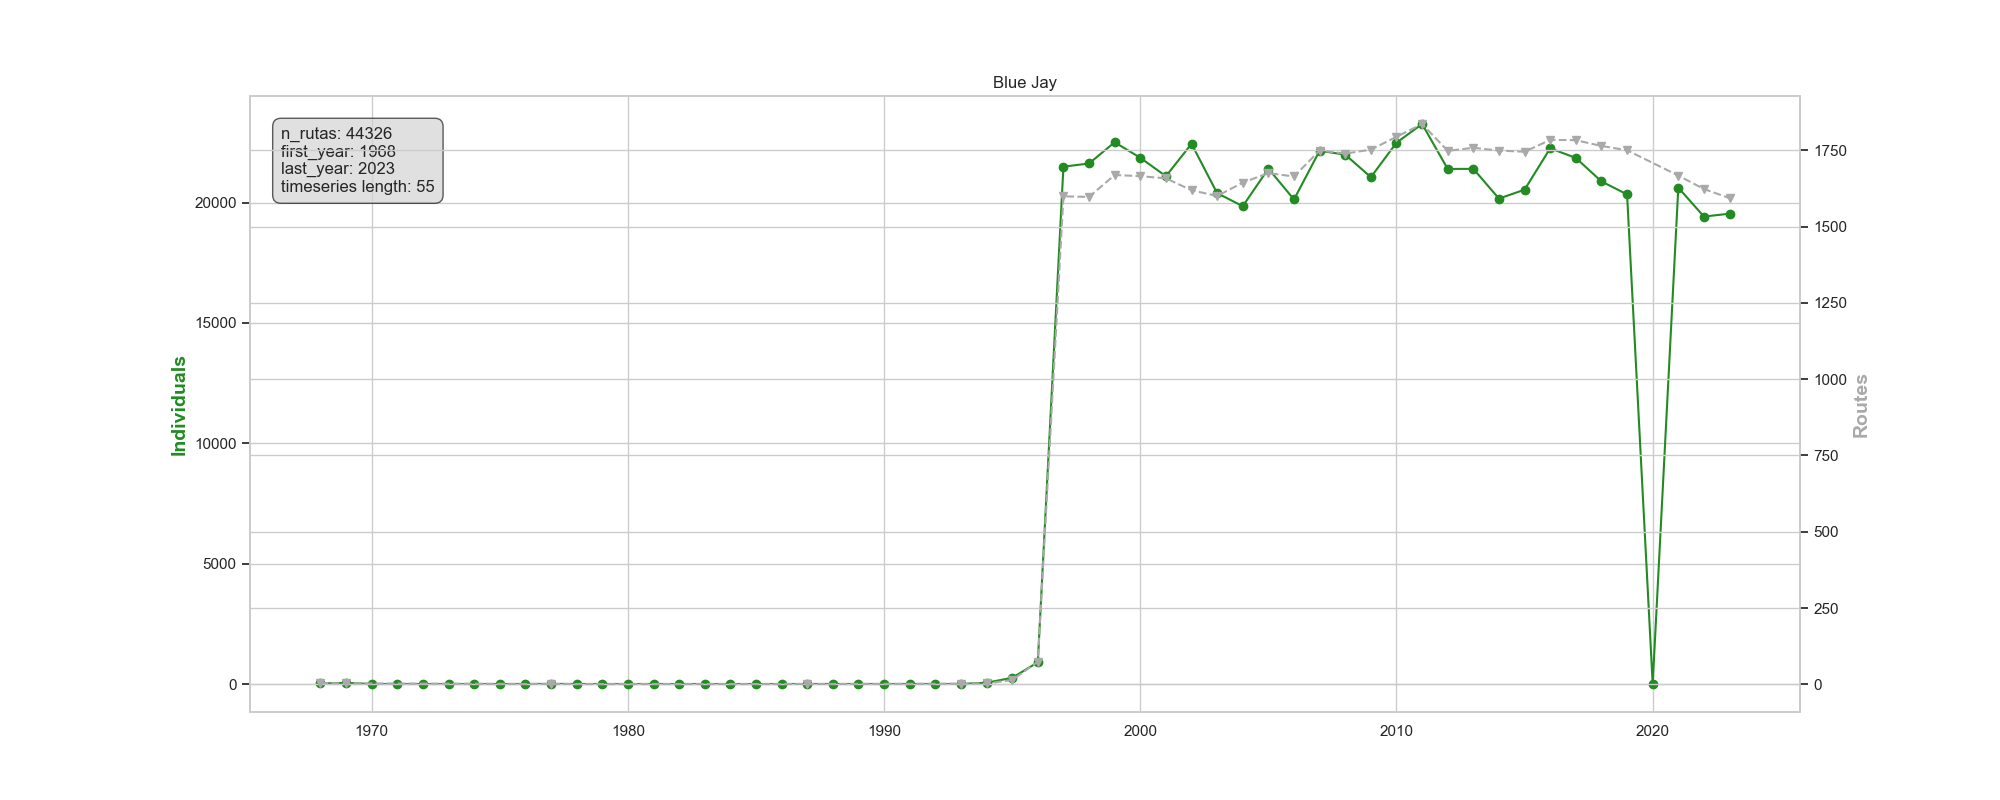 Blue Jay
n_rutas: 44326
first_year: 1968
last_year: 2023
timeseries length: 55
20000
15000
10000
5000
0
Individuals
1750
1500
1250
1000
750
500
250
0
Routes
1970
1980
1990
2000
2010
2020